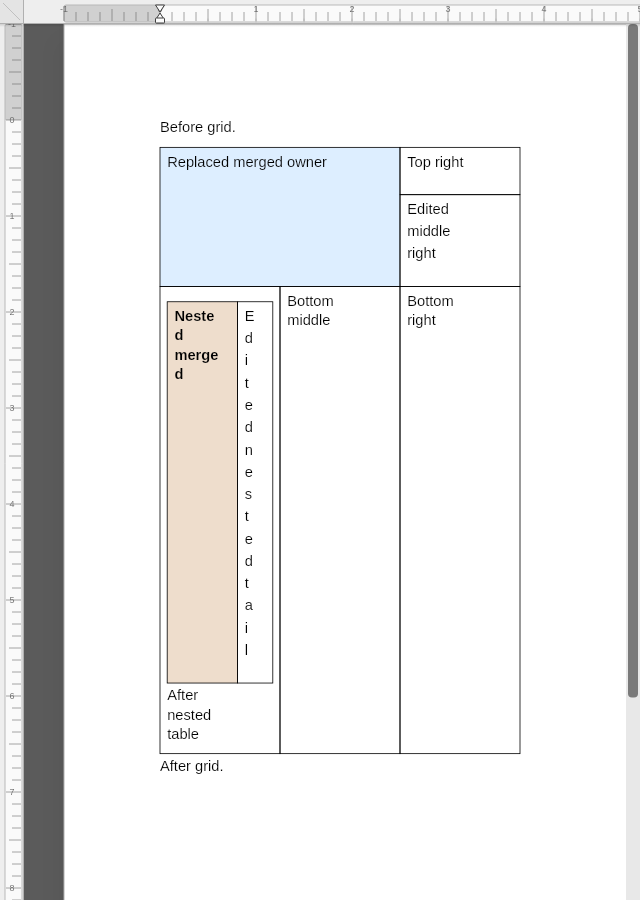 Before grid.
Replaced merged owner
Top right
Edited
middle
right
Neste
d
merge
d
E
d
i
t
e
d
n
e
s
t
e
d
t
a
i
l
After
nested
table
Bottom
middle
Bottom
right
After grid.